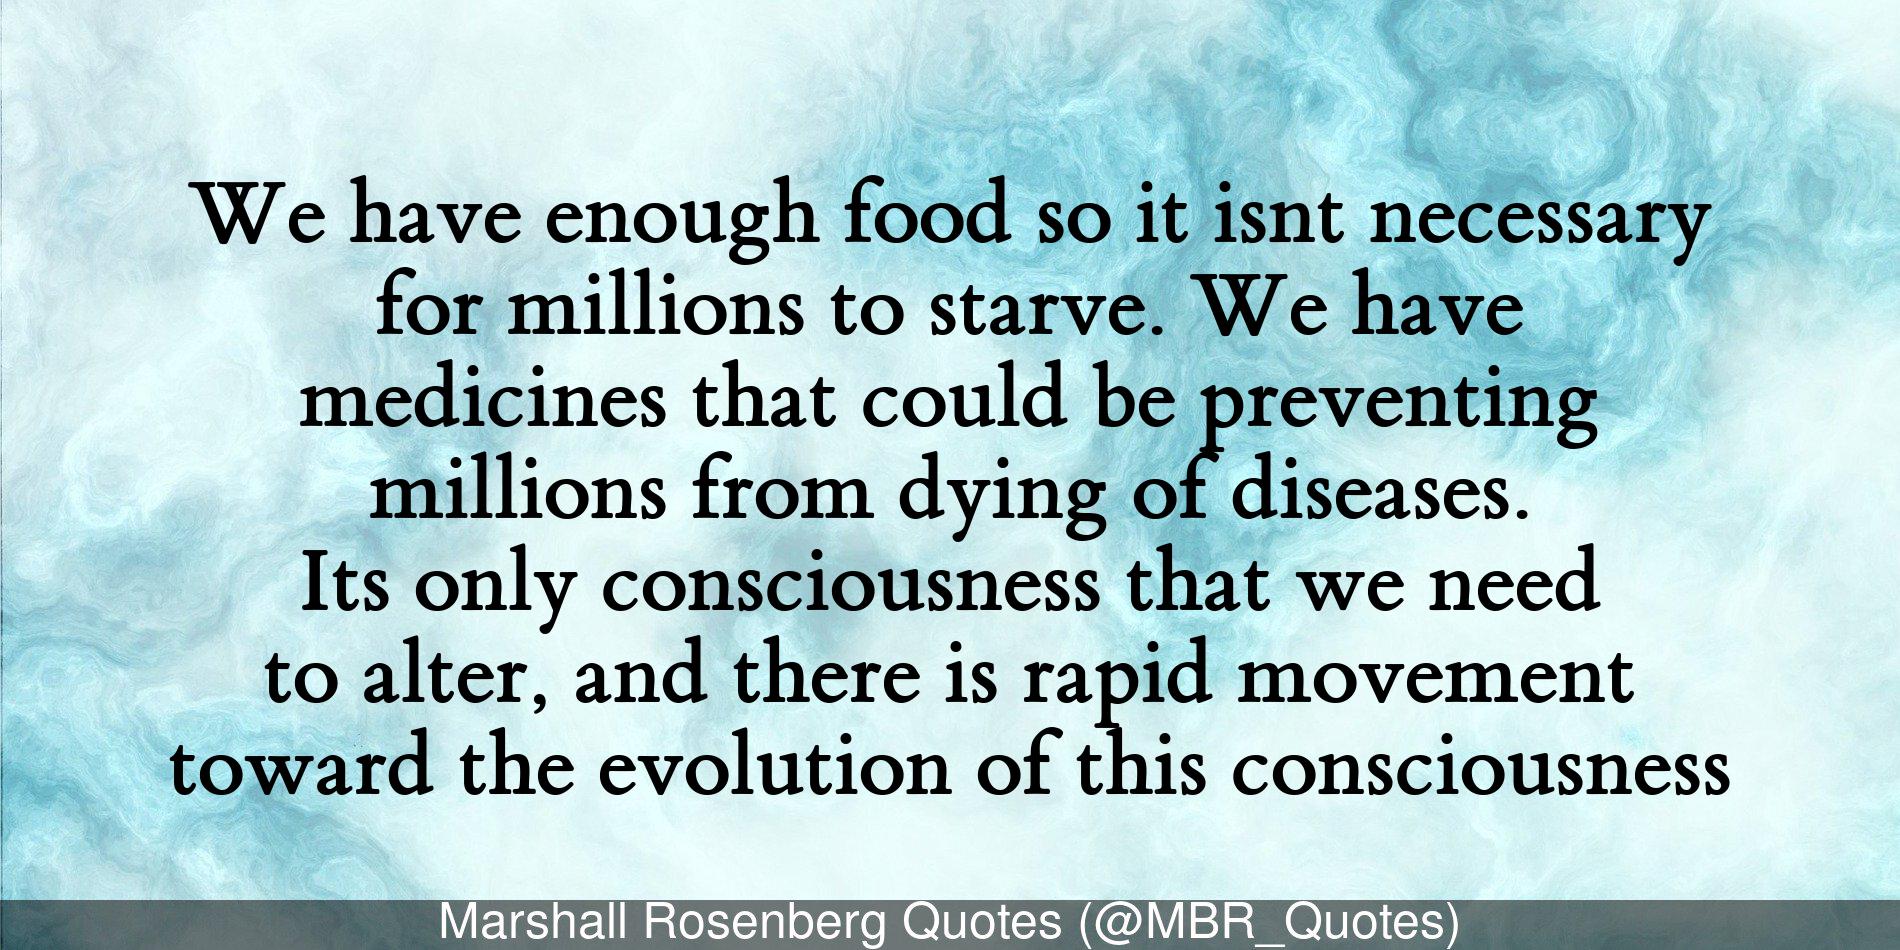 We have enough food so it isnt necessary
for millions to starve. We have
medicines that could be preventing
millions from dying of diseases.
Its only consciousness that we need
to alter, and there is rapid movement
toward the evolution of this consciousness
Marshall Rosenberg Quotes (@MBR_Quotes)